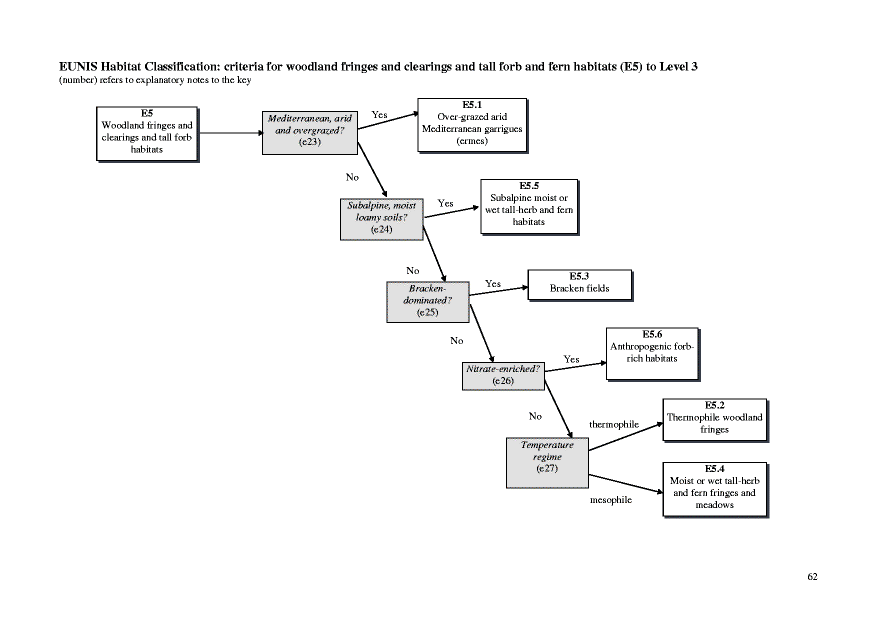 EUNIS Habitat Classification: criteria for woodland fringes and clearings and tall forb and fern habitats (E5) to Level 3
(number) refers to explanatory notes to the key
E5
Woodland fringes and
clearings and tall forb
habitats
Mediterranean, arid
and overgrazed?
(e23)
Yes
E5.1
Over-grazed arid
Mediterranean garrigues
(ermes)
No
Subalpine, moist
loamy soils?
(e24)
Yes
E5.5
Subalpine moist or
wet tall-herb and fern
habitats
No
Bracken-
dominated?
(e25)
Yes
E5.3
Bracken fields
No
Nitrate-enriched?
(e26)
Yes
E5.6
Anthropogenic forb-
rich habitats
No
Temperature
regime
(e27)
thermophile
E5.2
Thermophile woodland
fringes
mesophile
E5.4
Moist or wet tall-herb
and fern fringes and
meadows
62